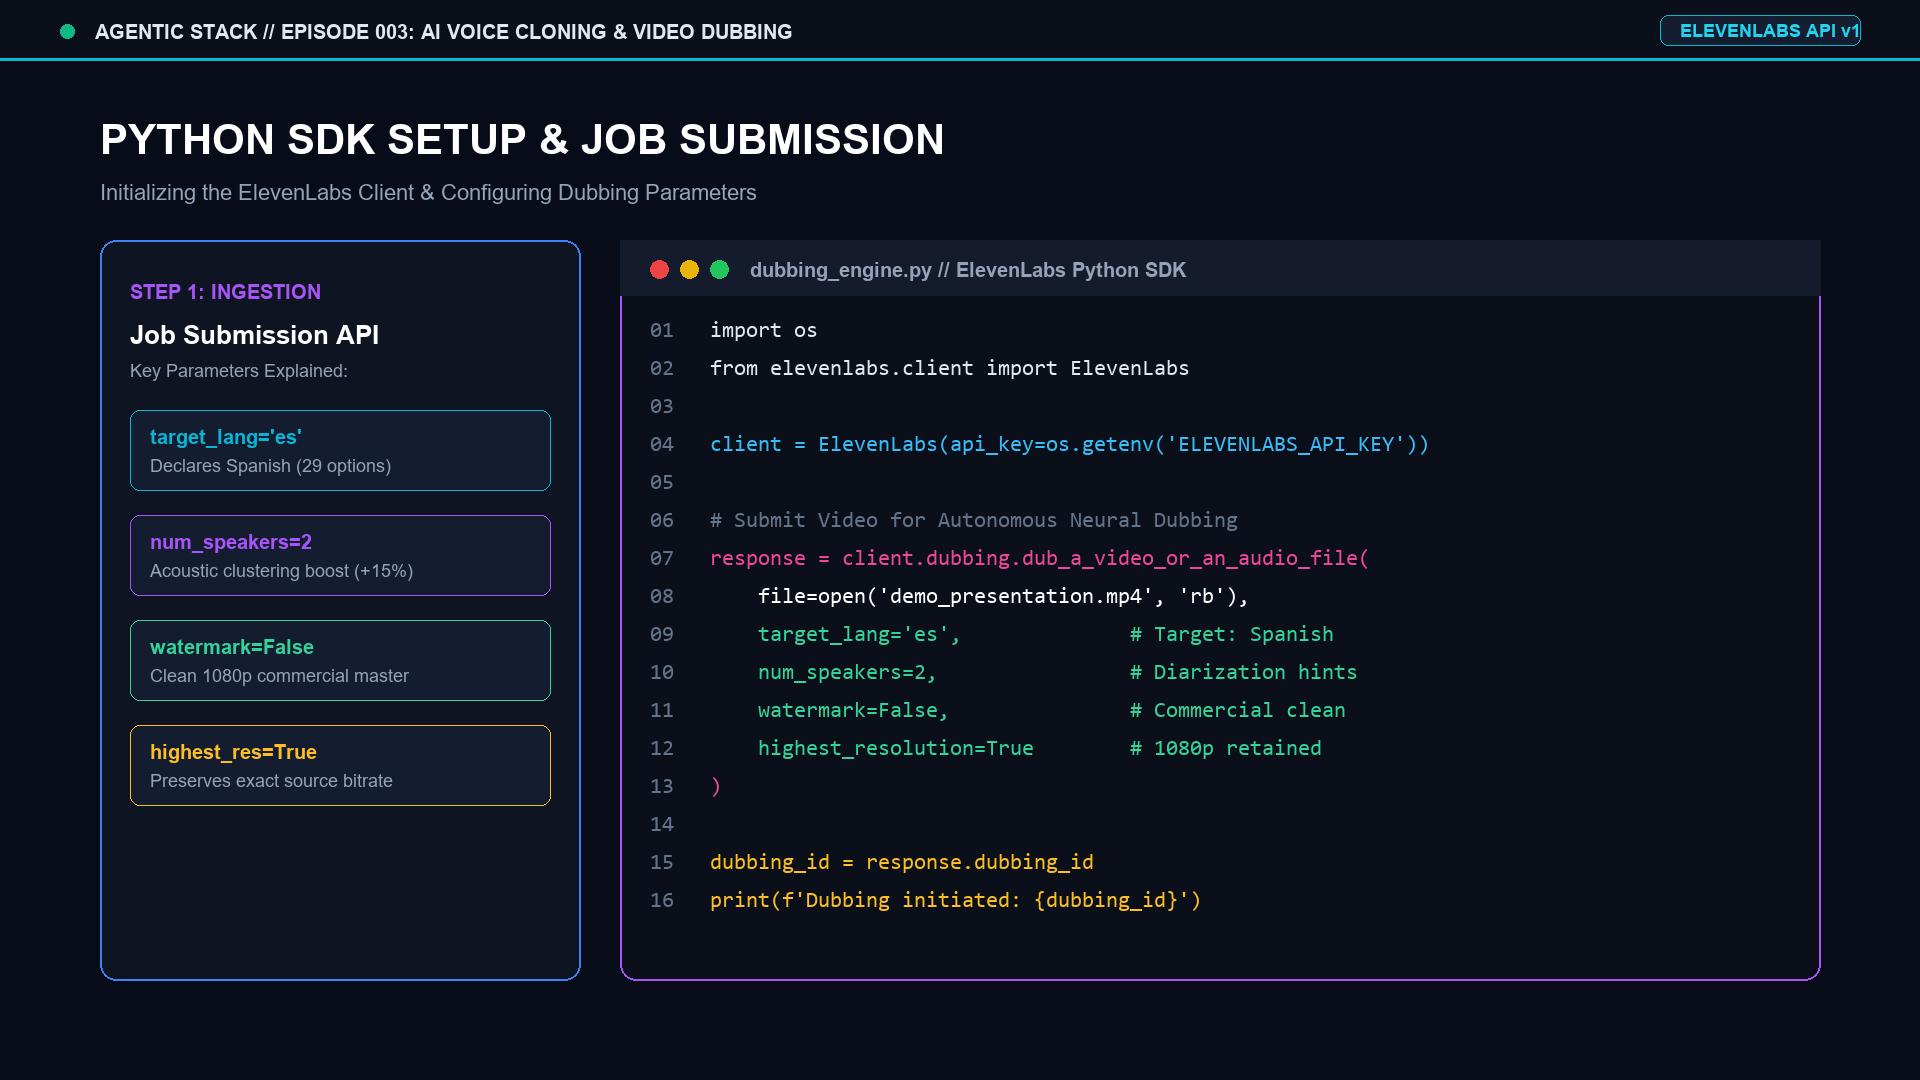 AGENTIC STACK // EPISODE 003: AI VOICE CLONING & VIDEO DUBBING
ELEVENLABS API v1
PYTHON SDK SETUP & JOB SUBMISSION
Initializing the ElevenLabs Client & Configuring Dubbing Parameters
STEP 1: INGESTION
Job Submission API
Key Parameters Explained:
target_lang='es'
Declares Spanish (29 options)
num_speakers=2
Acoustic clustering boost (+15%)
watermark=False
Clean 1080p commercial master
highest_res=True
Preserves exact source bitrate
dubbing_engine.py // ElevenLabs Python SDK
01 import os
02 from elevenlabs.client import ElevenLabs
03
04 client = ElevenLabs(api_key=os.getenv('ELEVENLABS_API_KEY'))
05
06 # Submit Video for Autonomous Neural Dubbing
07 response = client.dubbing.dub_a_video_or_an_audio_file(
08     file=open('demo_presentation.mp4', 'rb'),
09     target_lang='es',              # Target: Spanish
10     num_speakers=2,                # Diarization hints
11     watermark=False,               # Commercial clean
12     highest_resolution=True        # 1080p retained
13 )
14
15 dubbing_id = response.dubbing_id
16 print(f'Dubbing initiated: {dubbing_id}')